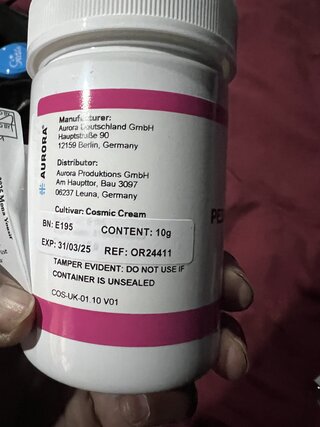 AURORA
Manufacturer:
Aurora Deutschland GmbH
Hauptstraße 90
12159 Berlin, Germany
Distributor:
Aurora Produktions GmbH
Am Haupttor, Bau 3097
06237 Leuna, Germany
Cultivar: Cosmic Cream
BN: E195
CONTENT: 10g
EXP: 31/03/25
REF: OR24411
TAMPER EVIDENT: DO NOT USE IF
CONTAINER IS UNSEALED
COS-UK-01.10 V01